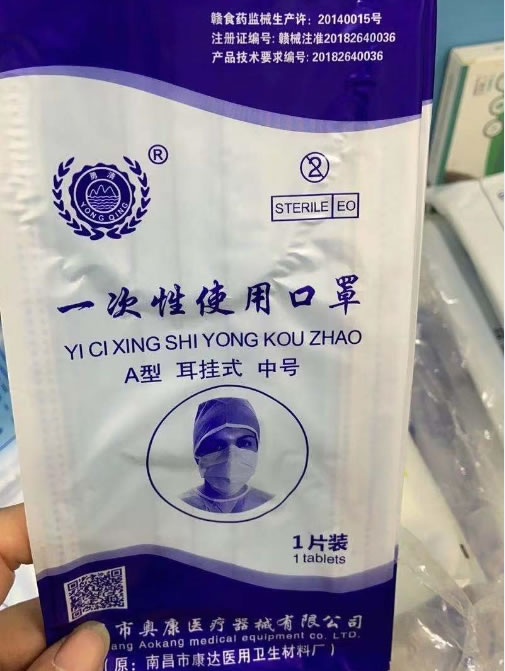 赣食药监械生产许：20140015号
注册证编号：赣械注准20182640036
产品技术要求编号：20182640036
®
YONG QING
2
STERILE EO
一次性使用口罩
YI CI XING SHI YONG KOU ZHAO
A型 耳挂式 中号
1片装
1 tablets
市奥康医疗器械有限公司
ang Aokang medical equipment co. LTD.
（原：南昌市康达医用卫生材料厂）